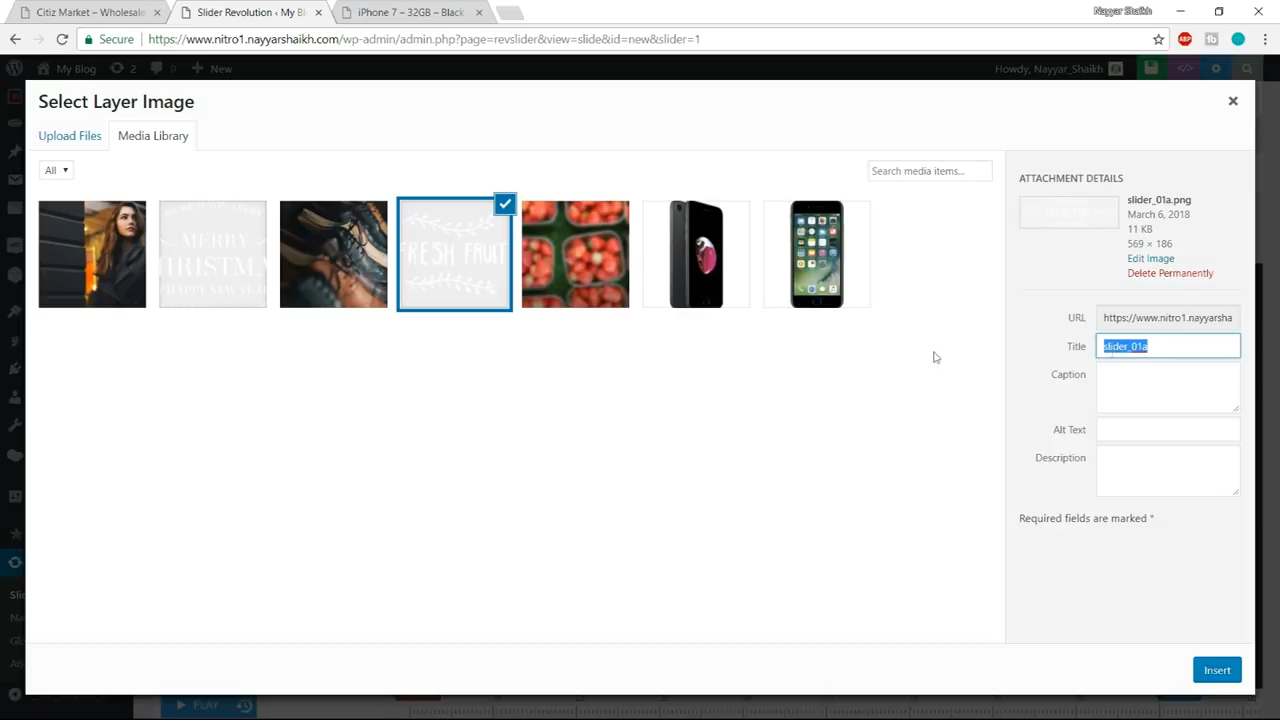 Citiz Market – Wholesale
Slider Revolution ‹ My Bl
iPhone 7 – 32GB – Black
Nayyar Shaikh
Secure
https://www.nitro1.nayyarshaikh.com/wp-admin/admin.php?page=revslider&view=slide&id=new&slider=1
ABP
tb
My Blog
2
0
New
Howdy, Nayyar_Shaikh
Select Layer Image
Upload Files
Media Library
All
Search media items...
MERRY
CHRISTMA
HAPPY NEW YEAR
FRESH FRUIT
ATTACHMENT DETAILS
slider_01a.png
March 6, 2018
11 KB
569 × 186
Edit Image
Delete Permanently
URL
https://www.nitro1.nayyarsha
Title
slider_01a
Caption
Alt Text
Description
Required fields are marked *
Insert
PLAY